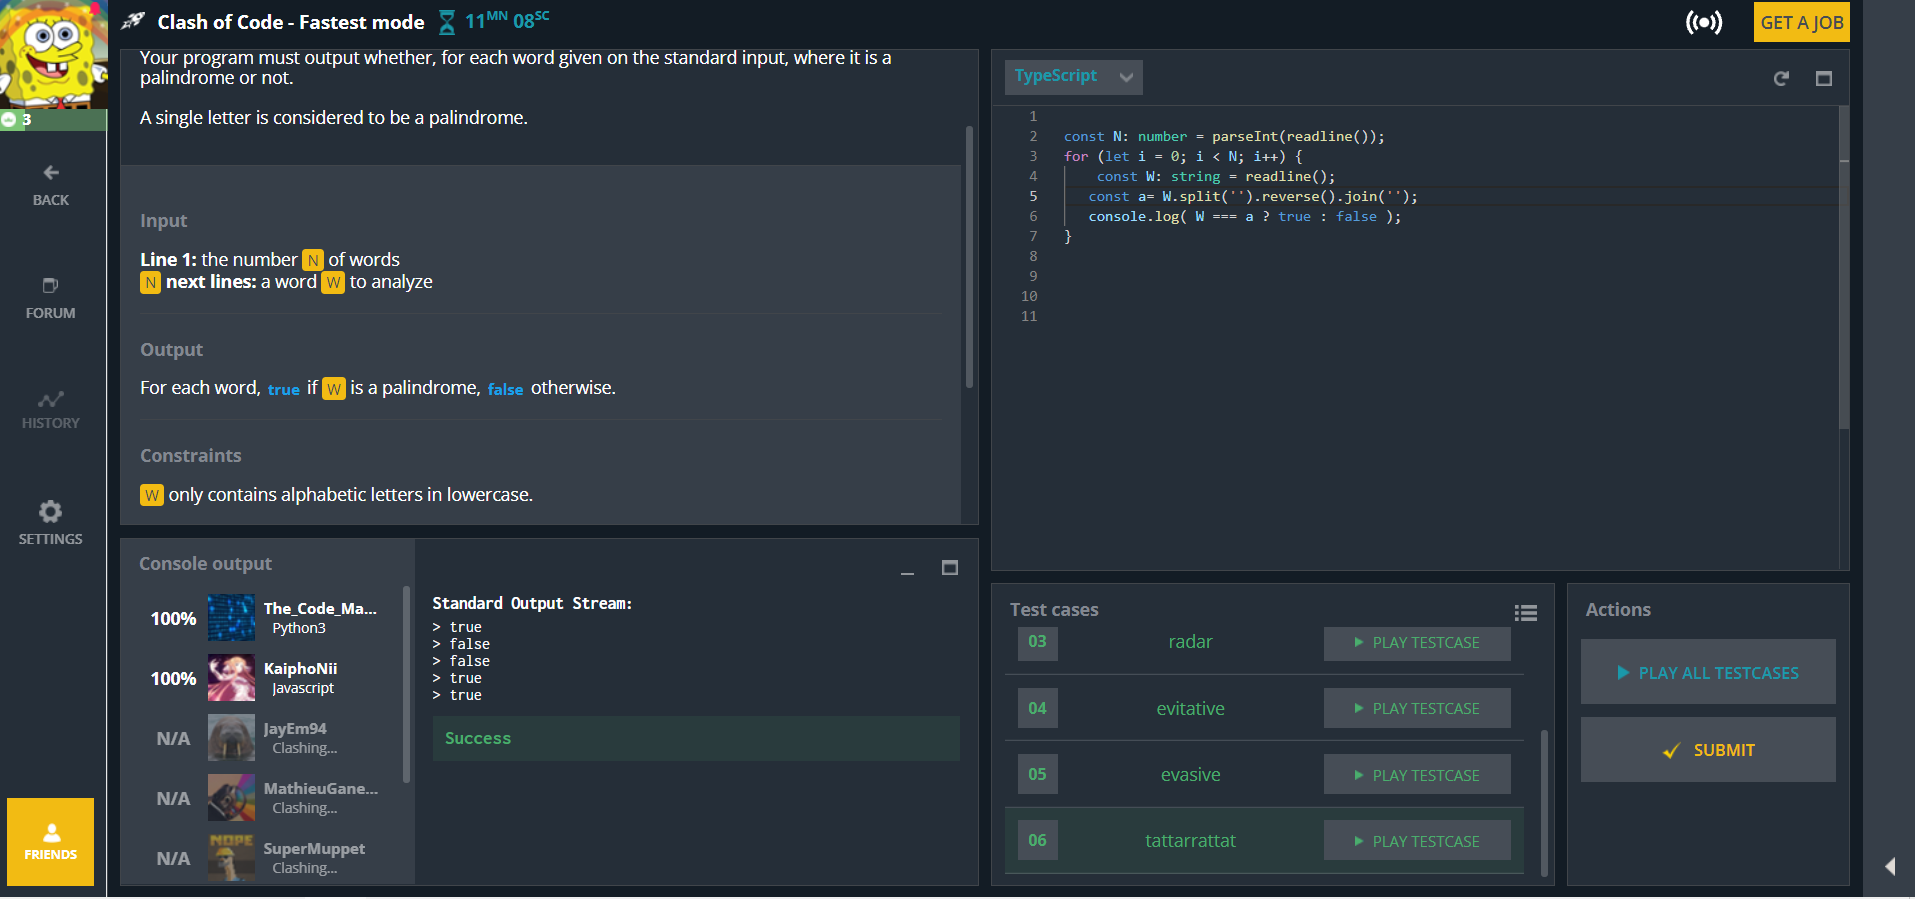 Clash of Code - Fastest mode 11MN 08SC
GET A JOB
3
BACK
FORUM
HISTORY
SETTINGS
FRIENDS
Your program must output whether, for each word given on the standard input, where it is a
palindrome or not.
A single letter is considered to be a palindrome.
Input
Line 1: the number N of words
N next lines: a word W to analyze
Output
For each word, true if W is a palindrome, false otherwise.
Constraints
W only contains alphabetic letters in lowercase.
Console output
100% The_Code_Ma...
Python3
100% KaiphoNii
Javascript
N/A JayEm94
Clashing...
N/A MathieuGane...
Clashing...
NOPE
N/A SuperMuppet
Clashing...
Standard Output Stream:
> true
> false
> false
> true
> true
Success
TypeScript
1
2 const N: number = parseInt(readline());
3 for (let i = 0; i < N; i++) {
4 const W: string = readline();
5 const a= W.split('').reverse().join('');
6 console.log( W === a ? true : false );
7 }
8
9
10
11
Test cases
03 radar PLAY TESTCASE
04 evitative PLAY TESTCASE
05 evasive PLAY TESTCASE
06 tattarrattat PLAY TESTCASE
Actions
PLAY ALL TESTCASES
SUBMIT